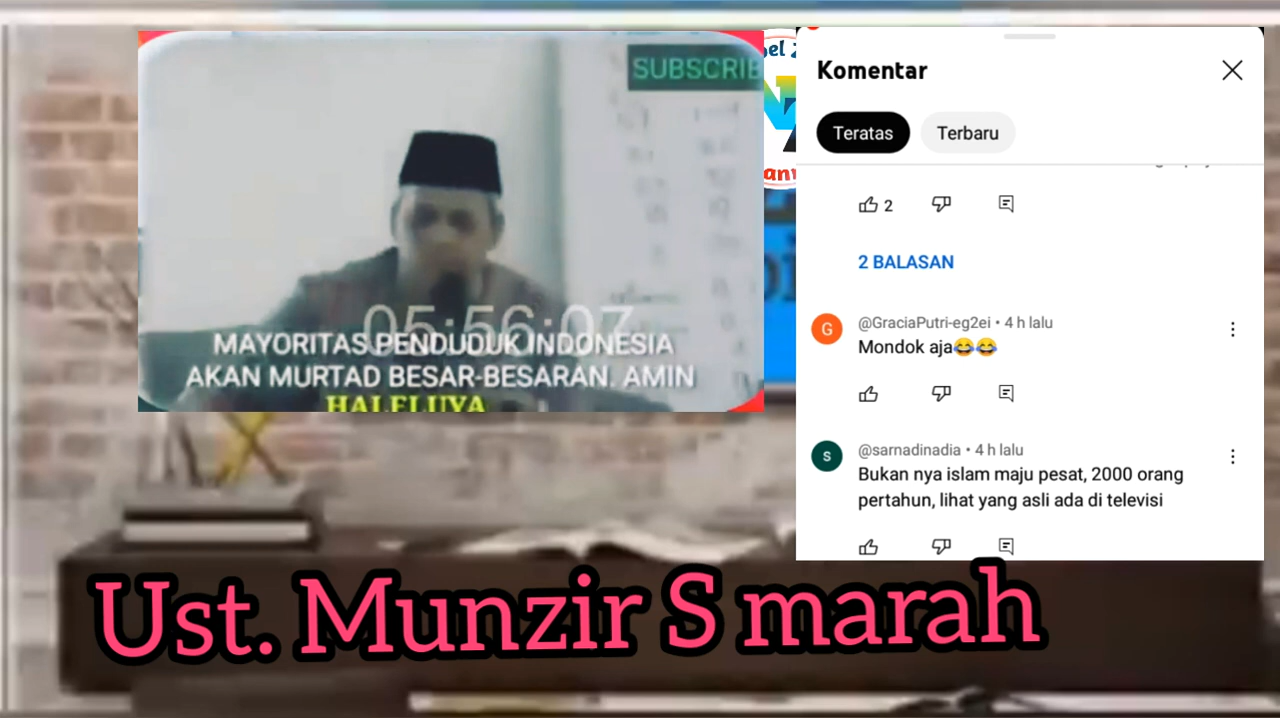 SUBSCRIBE
05:56:07
MAYORITAS PENDUDUK INDONESIA
AKAN MURTAD BESAR-BESARAN. AMIN
HALELUYA
Komentar
Teratas
Terbaru
2
2 BALASAN
G
@GraciaPutri-eg2ei • 4 h lalu
Mondok aja😂😂
s
@sarnadinadia • 4 h lalu
Bukan nya islam maju pesat, 2000 orang
pertahun, lihat yang asli ada di televisi
Ust. Munzir S marah